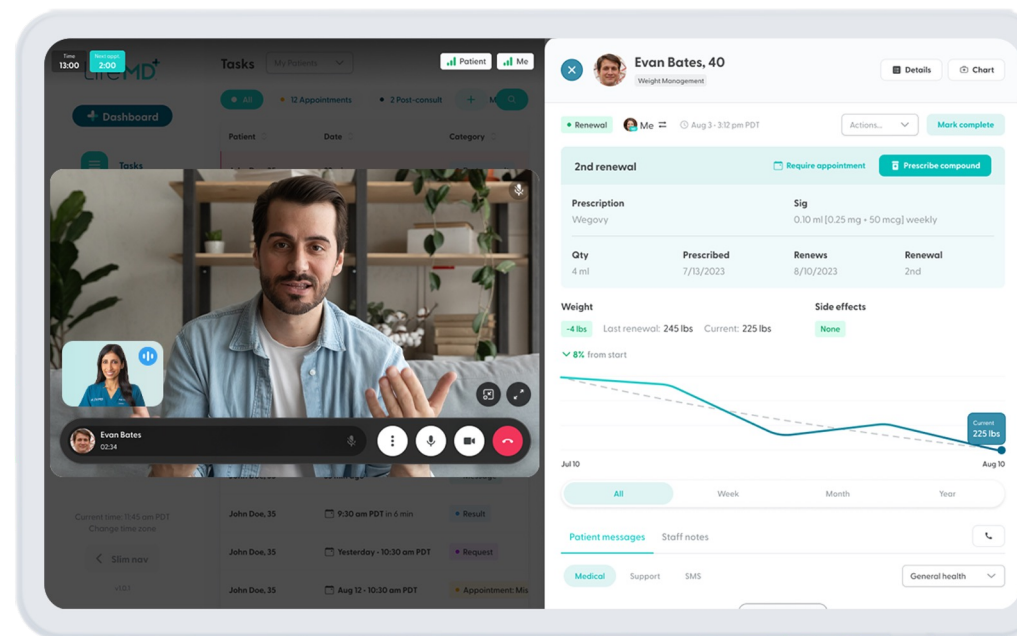 Time
13:00
Next appt.
2:00
LifeMD
Tasks
My Patients
Patient
Me
Dashboard
All
12 Appointments
2 Post-consult
Patient
Date
Category
Tasks
Evan Bates
02:34
John Doe, 35
9:30 am PDT in 6 min
Result
John Doe, 35
Yesterday - 10:30 am PDT
Request
John Doe, 35
Aug 12 - 10:30 am PDT
Appointment: Mis
Current time: 11:45 am PDT
Change time zone
Slim nav
Evan Bates, 40
Weight Management
Details
Chart
Renewal
Me
Aug 3 - 3:12 pm PDT
Actions...
Mark complete
2nd renewal
Require appointment
Prescribe compound
Prescription
Sig
Wegovy
0.10 ml [0.25 mg + 50 mcg] weekly
Qty
Prescribed
Renews
Renewal
4 ml
7/13/2023
8/10/2023
2nd
Weight
Side effects
-4 lbs
Last renewal: 245 lbs
Current: 225 lbs
None
8% from start
Current
225 lbs
Jul 10
Aug 10
All
Week
Month
Year
Patient messages
Staff notes
Medical
Support
SMS
General health